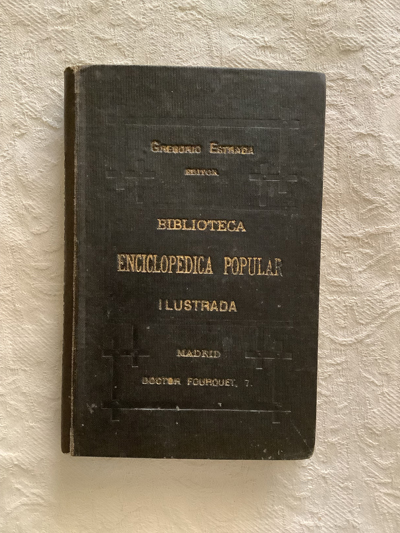 GREGORIO ESTRADA
EDITOR
BIBLIOTECA
ENCICLOPEDICA POPULAR
ILUSTRADA
MADRID
DOCTOR FOURQUET, 7.